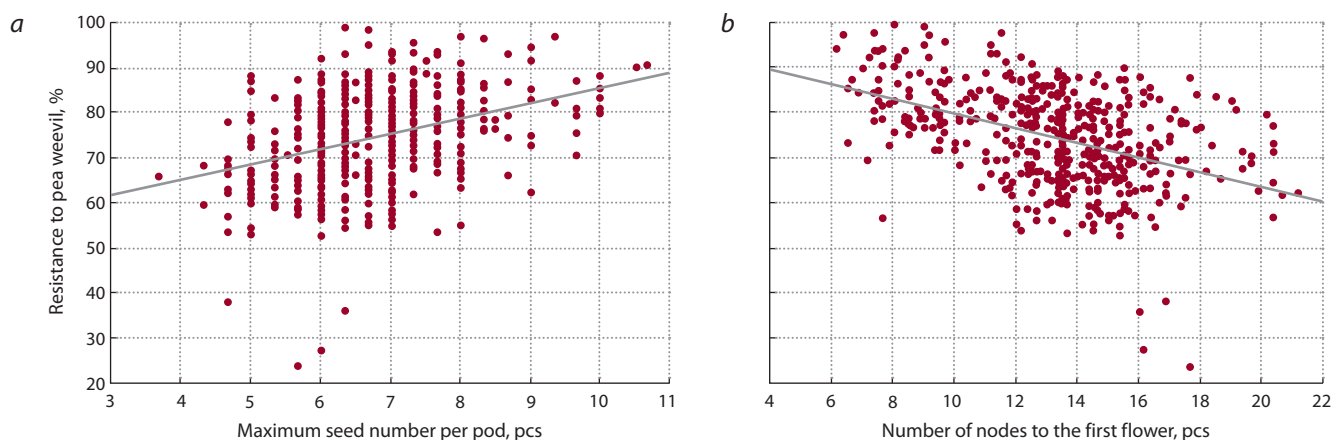 a
b
Resistance to pea weevil, %
100
90
80
70
60
50
40
30
20
3 4 5 6 7 8 9 10 11
Maximum seed number per pod, pcs
4 6 8 10 12 14 16 18 20 22
Number of nodes to the first flower, pcs